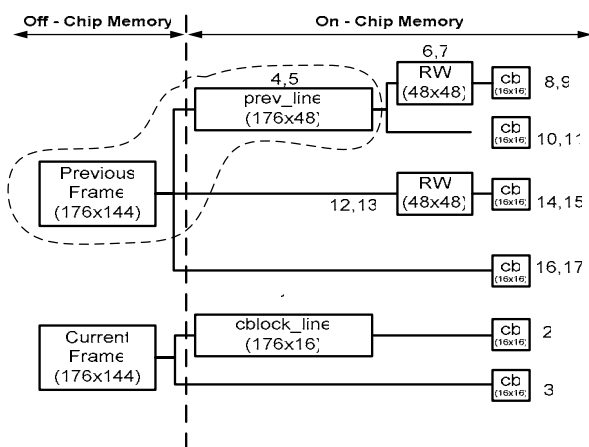 Off - Chip Memory
On - Chip Memory
6,7
4,5
RW
(48x48)
cb
(16x16)
8,9
prev_line
(176x48)
cb
(16x16)
10,11
Previous
Frame
(176x144)
12,13
RW
(48x48)
cb
(16x16)
14,15
cb
(16x16)
16,17
cblock_line
(176x16)
cb
(16x16)
2
Current
Frame
(176x144)
cb
(16x16)
3